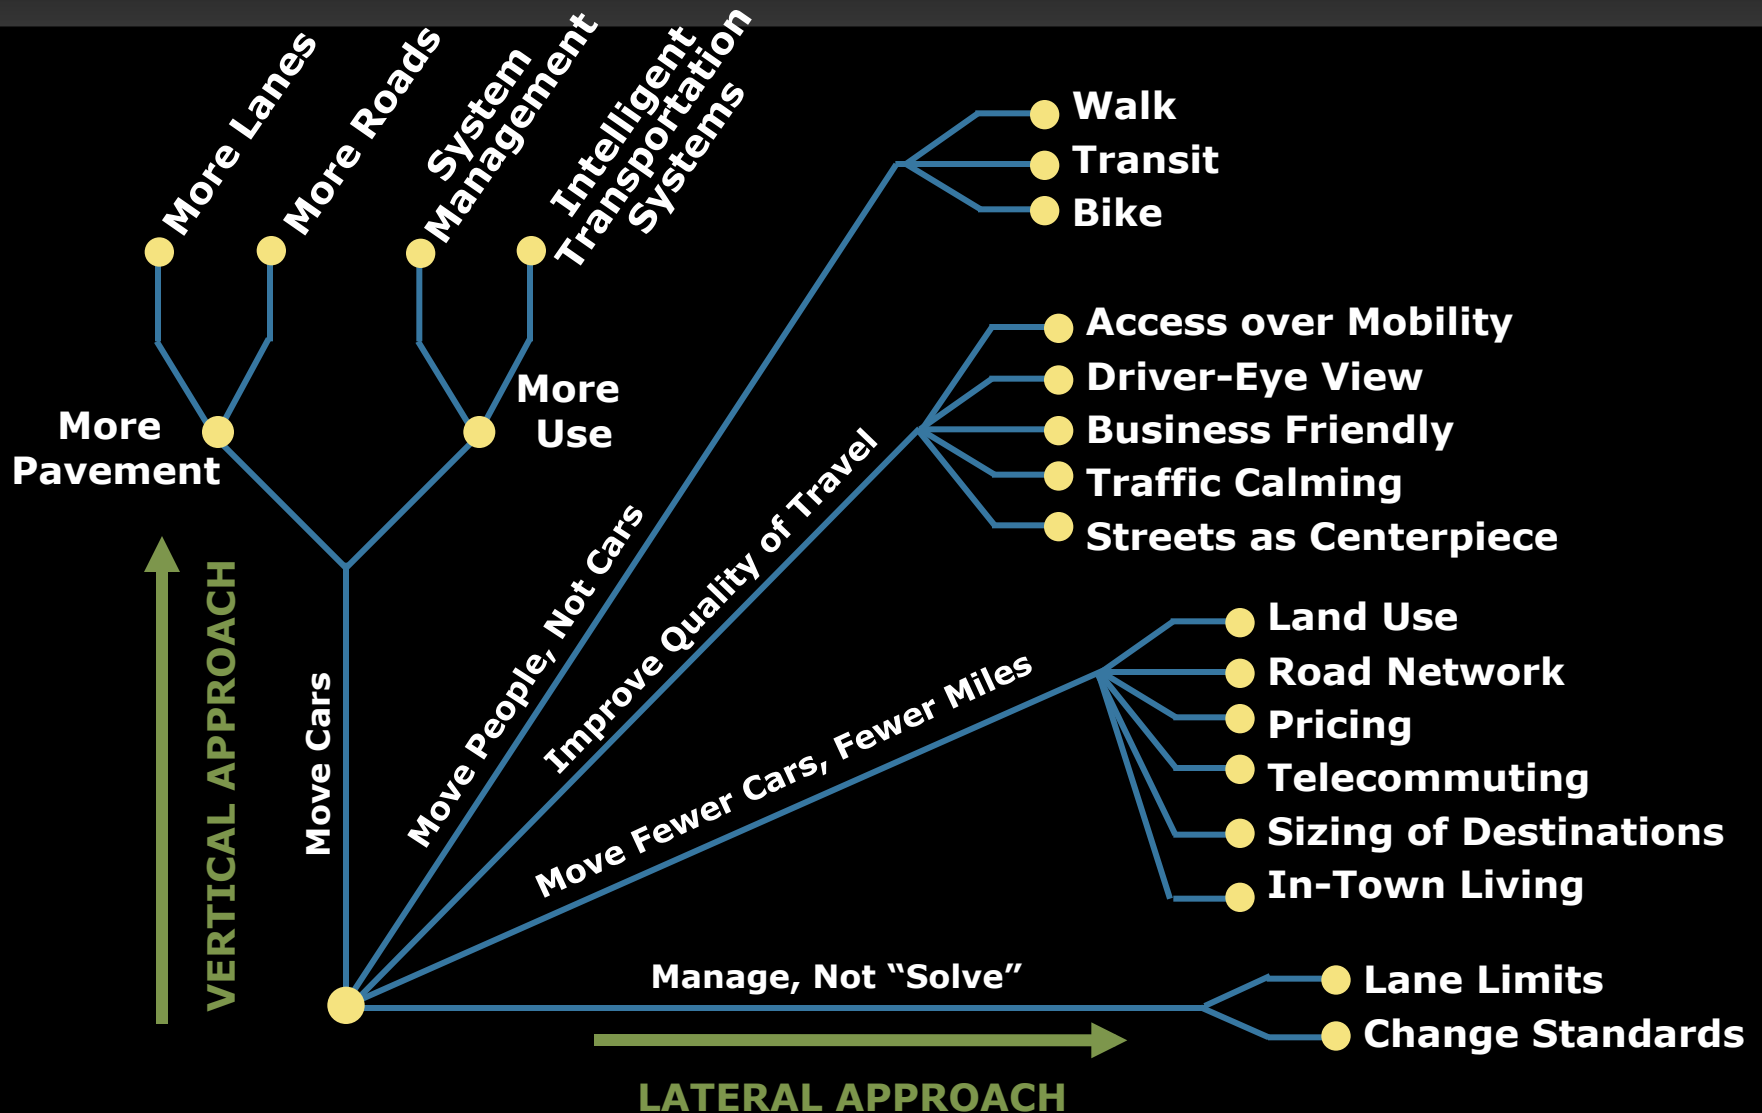 More Lanes
More Roads
System
Management
Intelligent
Transportation
Systems
More
Pavement
More
Use
VERTICAL APPROACH
Move Cars
Move People, Not Cars
Walk
Transit
Bike
Improve Quality of Travel
Access over Mobility
Driver-Eye View
Business Friendly
Traffic Calming
Streets as Centerpiece
Move Fewer Cars, Fewer Miles
Land Use
Road Network
Pricing
Telecommuting
Sizing of Destinations
In-Town Living
Manage, Not “Solve”
Lane Limits
Change Standards
LATERAL APPROACH